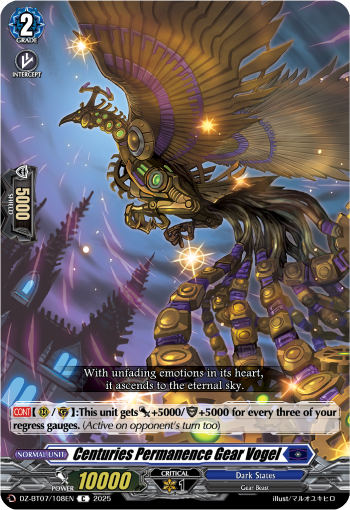 2
GRADE
INTERCEPT
5000
SHIELD
With unfading emotions in its heart,
it ascends to the eternal sky.
CONT【 / 】:This unit gets +5000/ +5000 for every three of your
regress gauges. (Active on opponent's turn too)
NORMAL UNIT Centuries Permanence Gear Vogel
POWER 10000 CRITICAL 1 Dark States
Gear Beast
DZ-BT07/108EN C 2025 illust/マルオユキヒロ